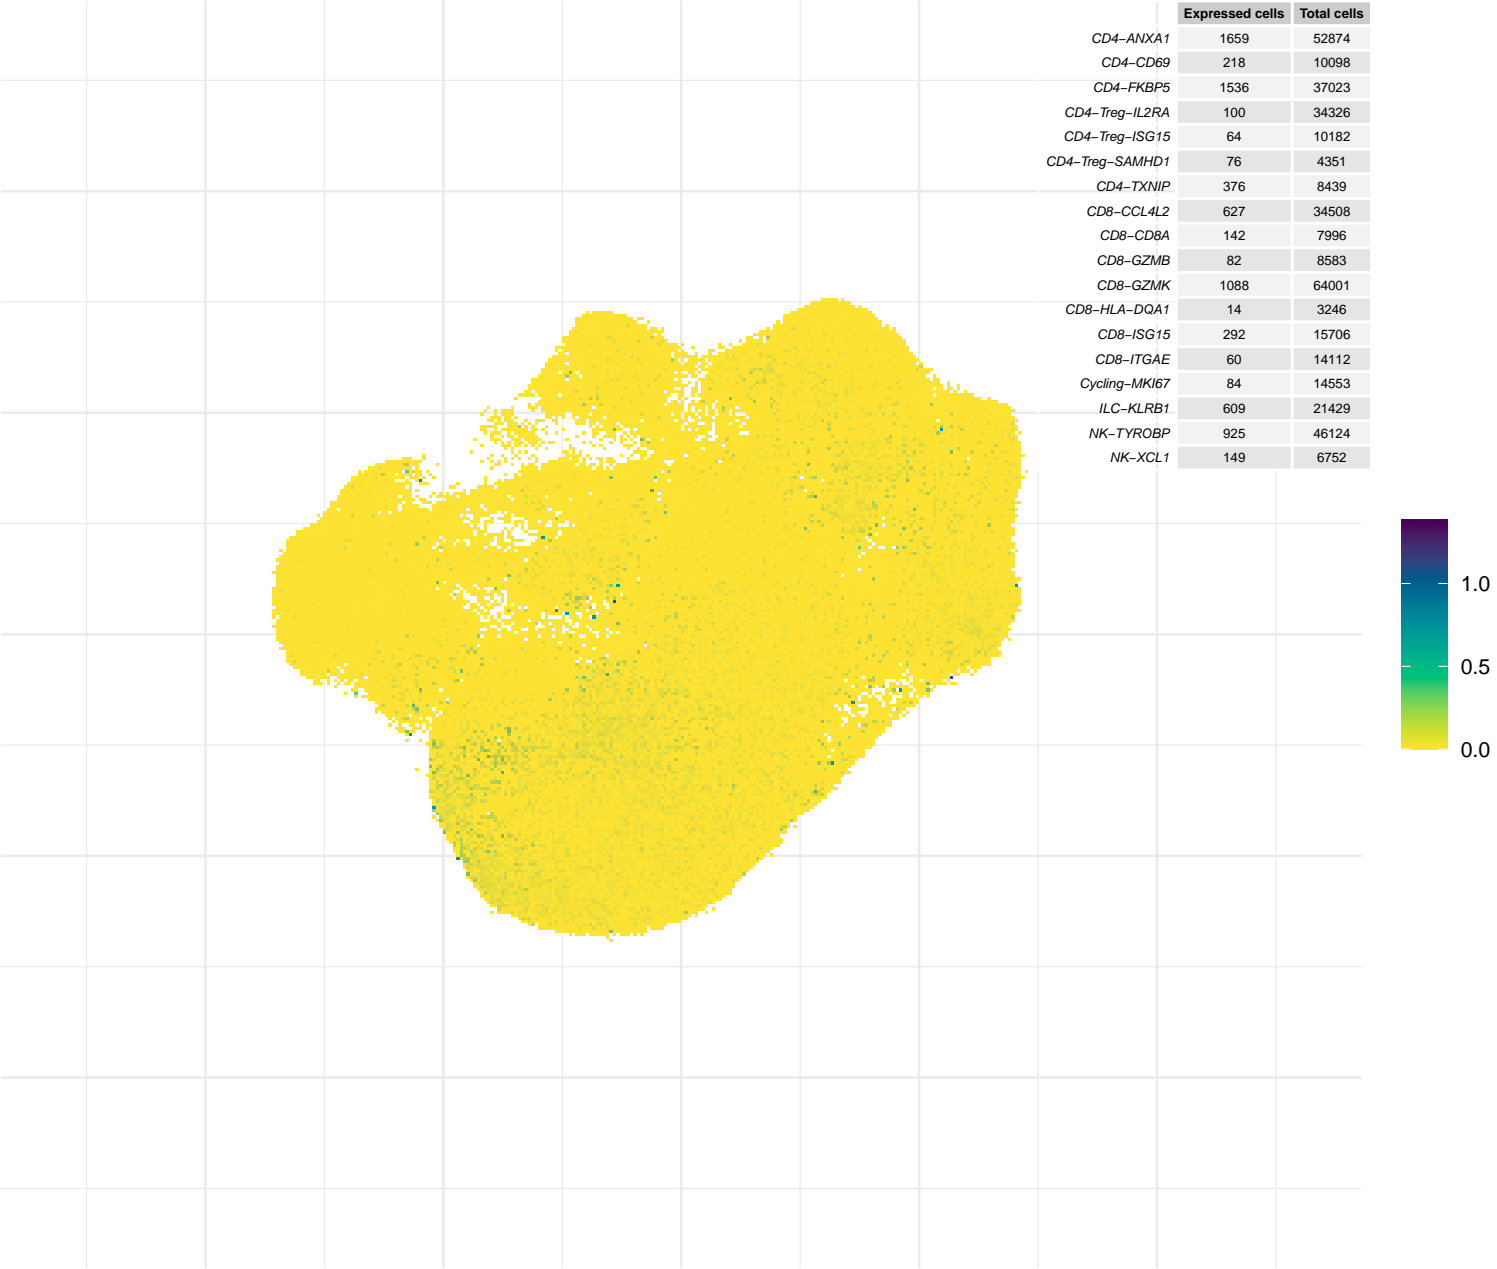 Expressed cells Total cells
CD4−ANXA1 1659 52874
CD4−CD69 218 10098
CD4−FKBP5 1536 37023
CD4−Treg−IL2RA 100 34326
CD4−Treg−ISG15 64 10182
CD4−Treg−SAMHD1 76 4351
CD4−TXNIP 376 8439
CD8−CCL4L2 627 34508
CD8−CD8A 142 7996
CD8−GZMB 82 8583
CD8−GZMK 1088 64001
CD8−HLA−DQA1 14 3246
CD8−ISG15 292 15706
CD8−ITGAE 60 14112
Cycling−MKI67 84 14553
ILC−KLRB1 609 21429
NK−TYROBP 925 46124
NK−XCL1 149 6752
1.0
0.5
0.0